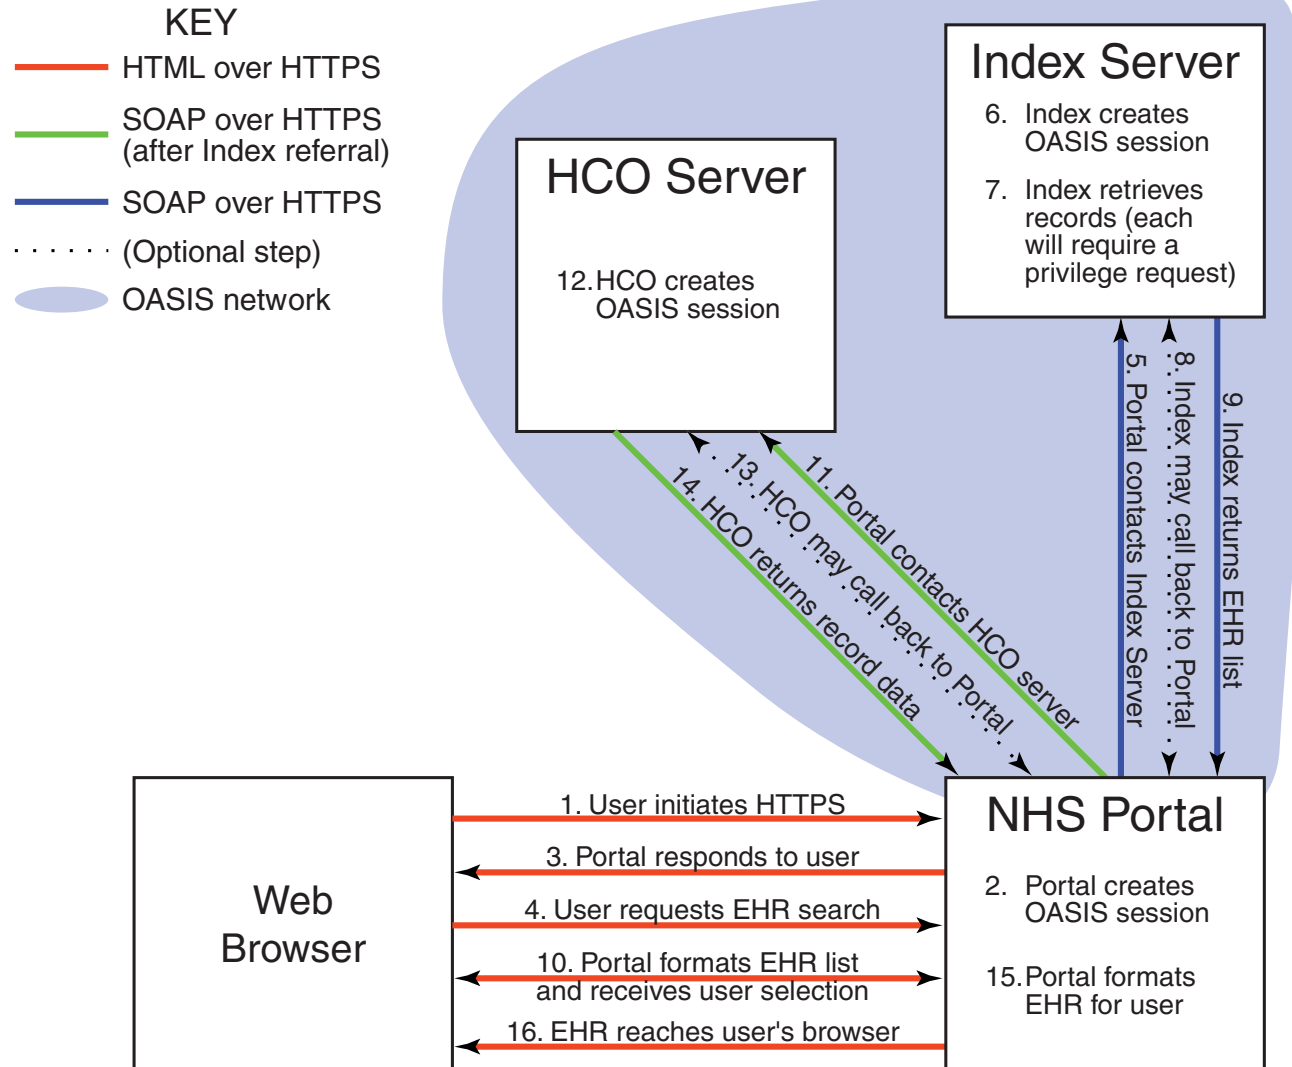 KEY
HTML over HTTPS
SOAP over HTTPS
(after Index referral)
SOAP over HTTPS
(Optional step)
OASIS network
Index Server
6. Index creates
OASIS session
7. Index retrieves
records (each
will require a
privilege request)
HCO Server
12. HCO creates
OASIS session
5. Portal contacts Index Server
8. Index may call back to Portal
9. Index returns EHR list
11. Portal contacts HCO server
13. HCO may call back to Portal
14. HCO returns record data
Web
Browser
1. User initiates HTTPS
3. Portal responds to user
4. User requests EHR search
10. Portal formats EHR list
and receives user selection
16. EHR reaches user's browser
NHS Portal
2. Portal creates
OASIS session
15. Portal formats
EHR for user